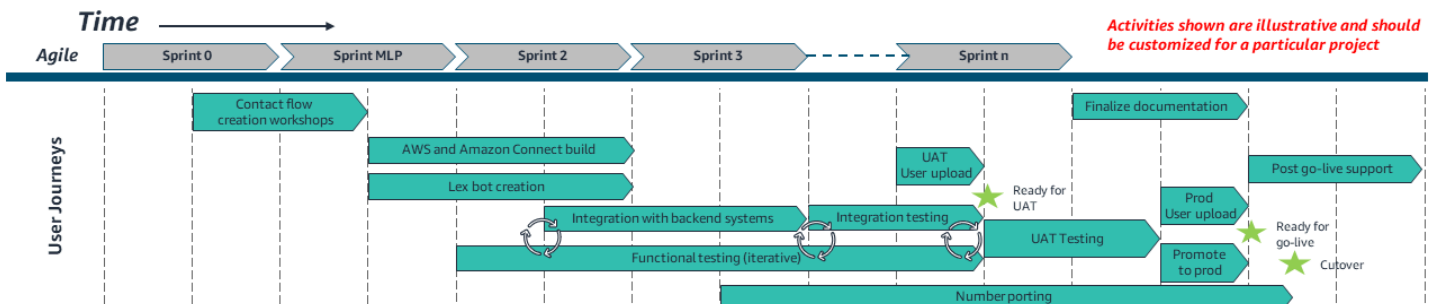 Time
Activities shown are illustrative and should
be customized for a particular project
Agile
Sprint 0
Sprint MLP
Sprint 2
Sprint 3
Sprint n
User Journeys
Contact flow
creation workshops
Finalize documentation
AWS and Amazon Connect build
UAT
User upload
Post go-live support
Lex bot creation
Ready for
UAT
Prod
User upload
Integration with backend systems
Integration testing
UAT Testing
Ready for
go-live
Functional testing (iterative)
Promote
to prod
Cutover
Number porting